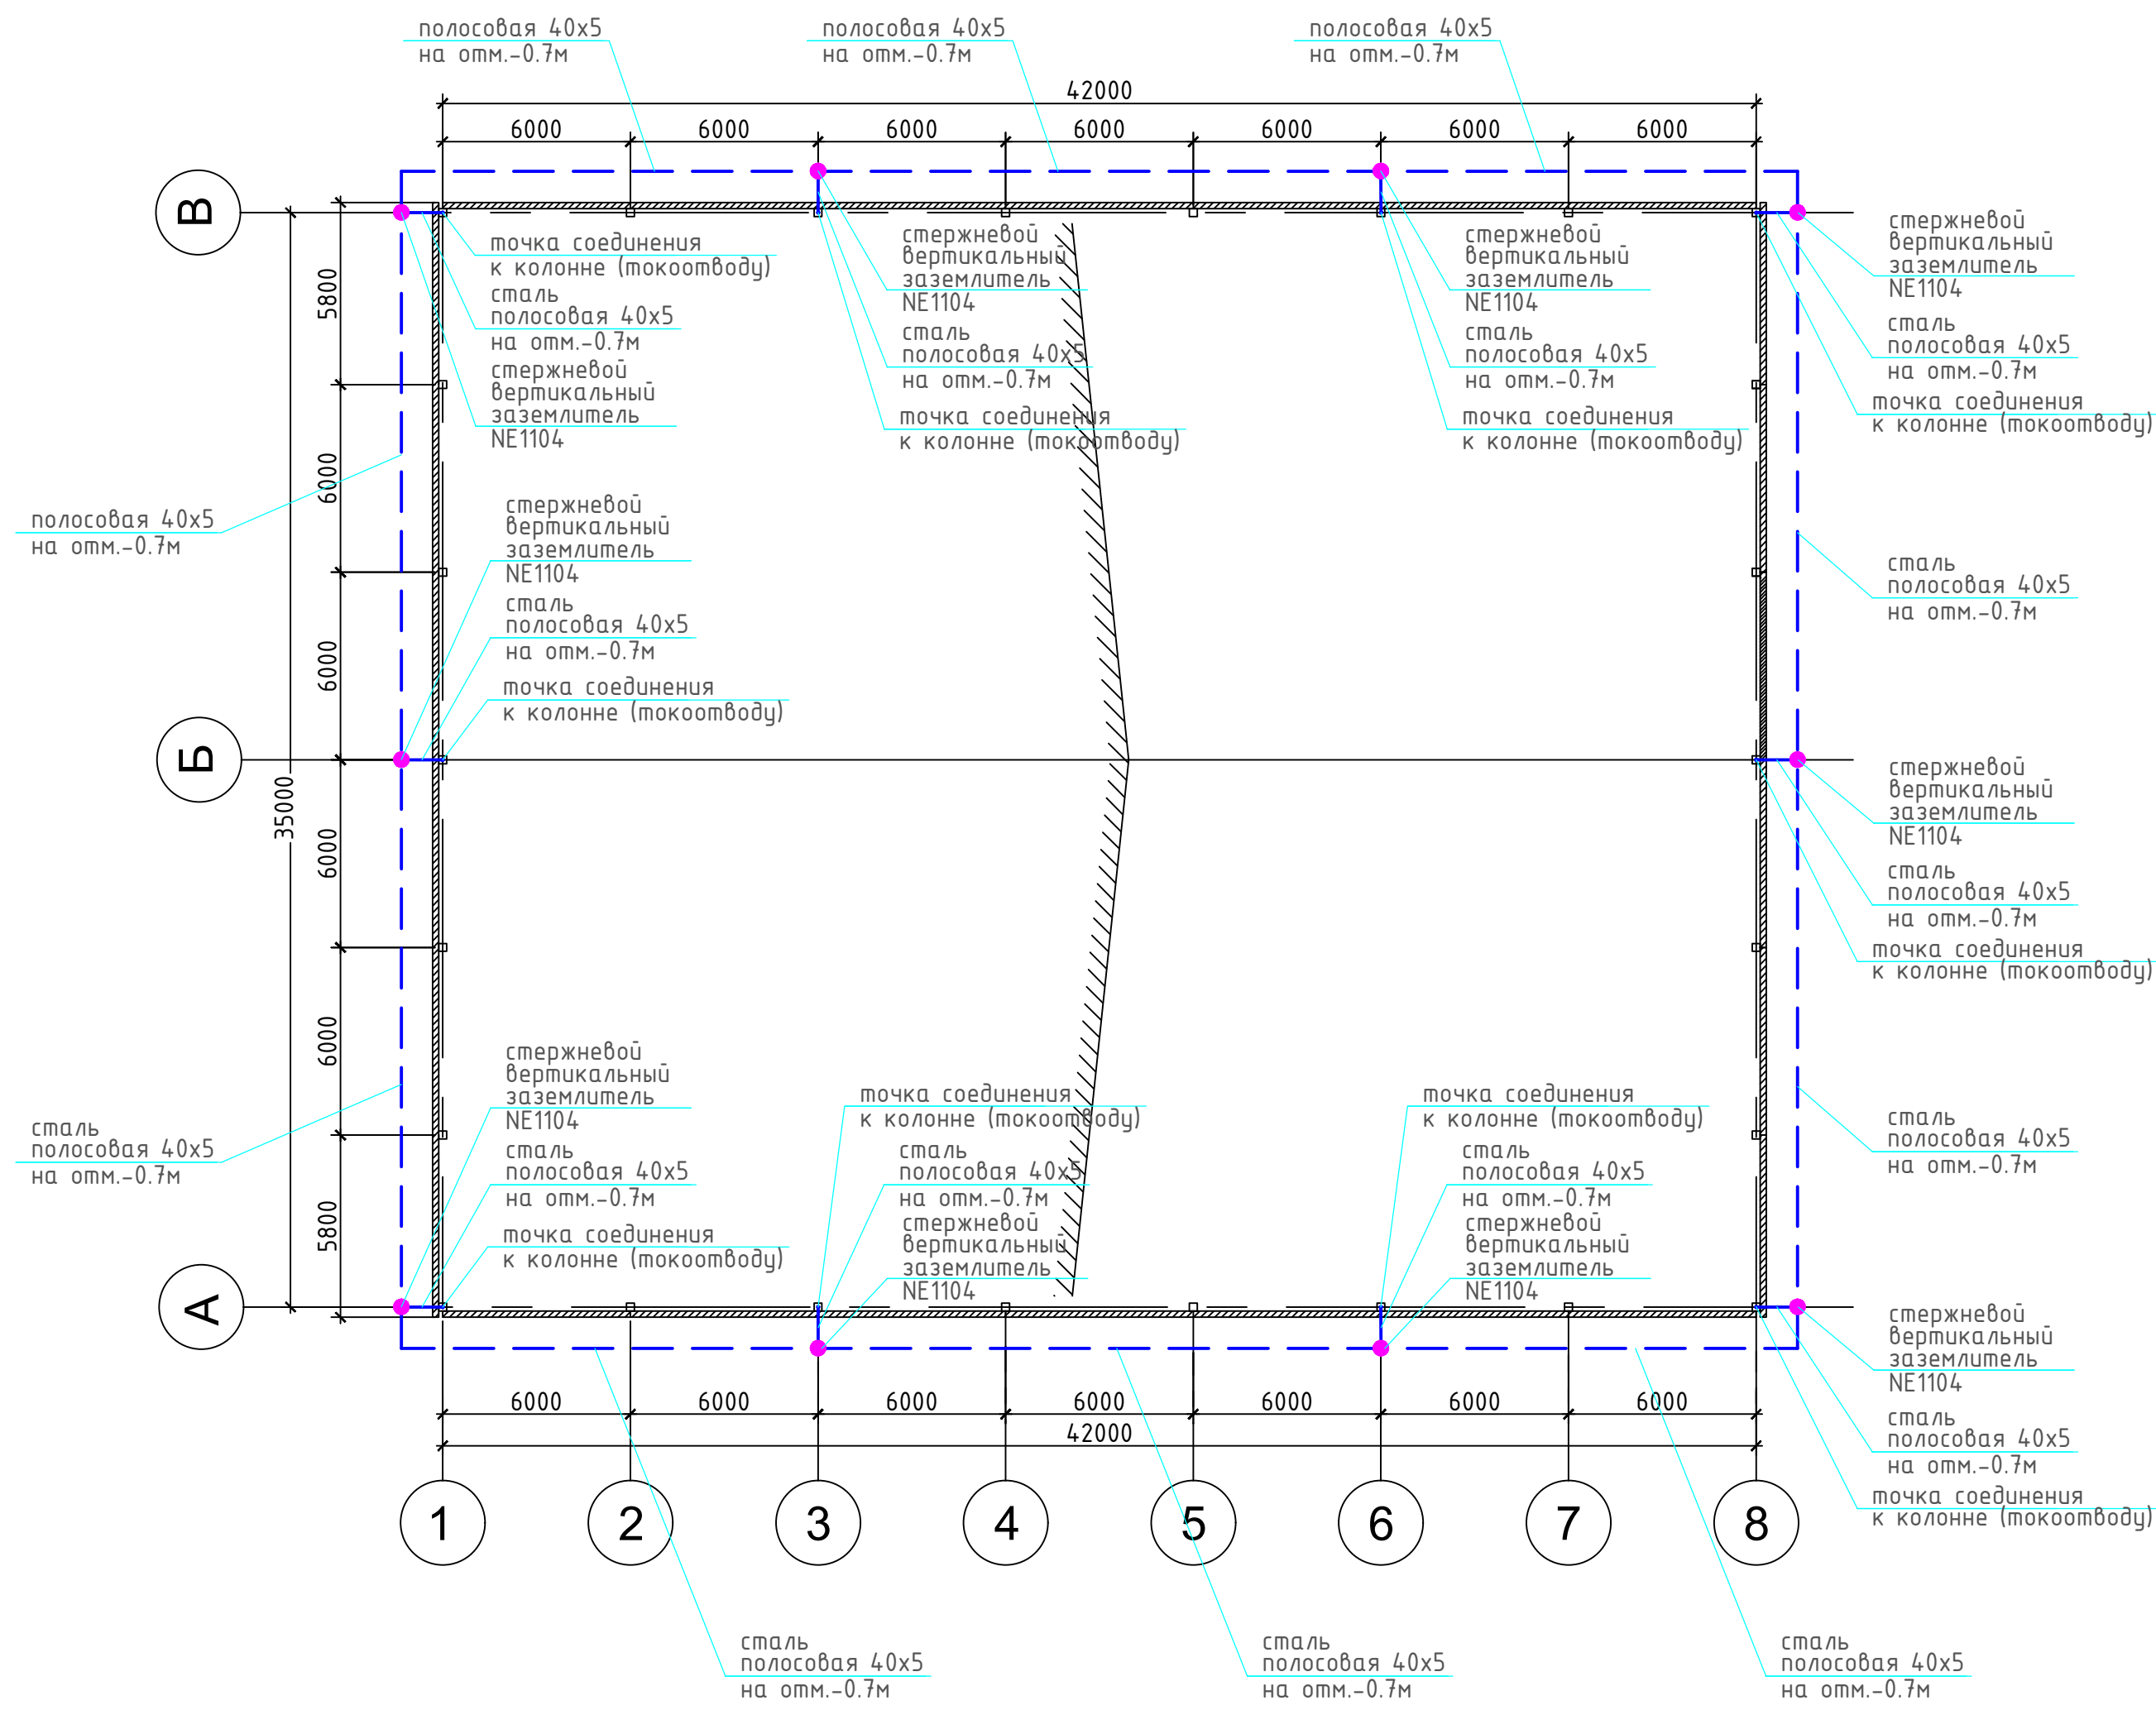 полосовая 40х5
на отм.-0.7м
полосовая 40х5
на отм.-0.7м
полосовая 40х5
на отм.-0.7м
42000
6000
6000
6000
6000
6000
6000
6000
В
точка соединения
к колонне (токоотводу)
сталь
полосовая 40х5
на отм.-0.7м
стержневой
вертикальный
заземлитель
NE1104
стержневой
вертикальный
заземлитель
NE1104
сталь
полосовая 40х5
на отм.-0.7м
точка соединения
к колонне (токоотводу)
стержневой
вертикальный
заземлитель
NE1104
сталь
полосовая 40х5
на отм.-0.7м
точка соединения
к колонне (токоотводу)
стержневой
вертикальный
заземлитель
NE1104
сталь
полосовая 40х5
на отм.-0.7м
точка соединения
к колонне (токоотводу)
5800
6000
6000
6000
6000
5800
35000
полосовая 40х5
на отм.-0.7м
стержневой
вертикальный
заземлитель
NE1104
сталь
полосовая 40х5
на отм.-0.7м
точка соединения
к колонне (токоотводу)
сталь
полосовая 40х5
на отм.-0.7м
Б
стержневой
вертикальный
заземлитель
NE1104
сталь
полосовая 40х5
на отм.-0.7м
точка соединения
к колонне (токоотводу)
сталь
полосовая 40х5
на отм.-0.7м
стержневой
вертикальный
заземлитель
NE1104
сталь
полосовая 40х5
на отм.-0.7м
точка соединения
к колонне (токоотводу)
точка соединения
к колонне (токоотводу)
сталь
полосовая 40х5
на отм.-0.7м
стержневой
вертикальный
заземлитель
NE1104
точка соединения
к колонне (токоотводу)
сталь
полосовая 40х5
на отм.-0.7м
стержневой
вертикальный
заземлитель
NE1104
сталь
полосовая 40х5
на отм.-0.7м
А
стержневой
вертикальный
заземлитель
NE1104
сталь
полосовая 40х5
на отм.-0.7м
точка соединения
к колонне (токоотводу)
6000
6000
6000
6000
6000
6000
6000
42000
1
2
3
4
5
6
7
8
сталь
полосовая 40х5
на отм.-0.7м
сталь
полосовая 40х5
на отм.-0.7м
сталь
полосовая 40х5
на отм.-0.7м